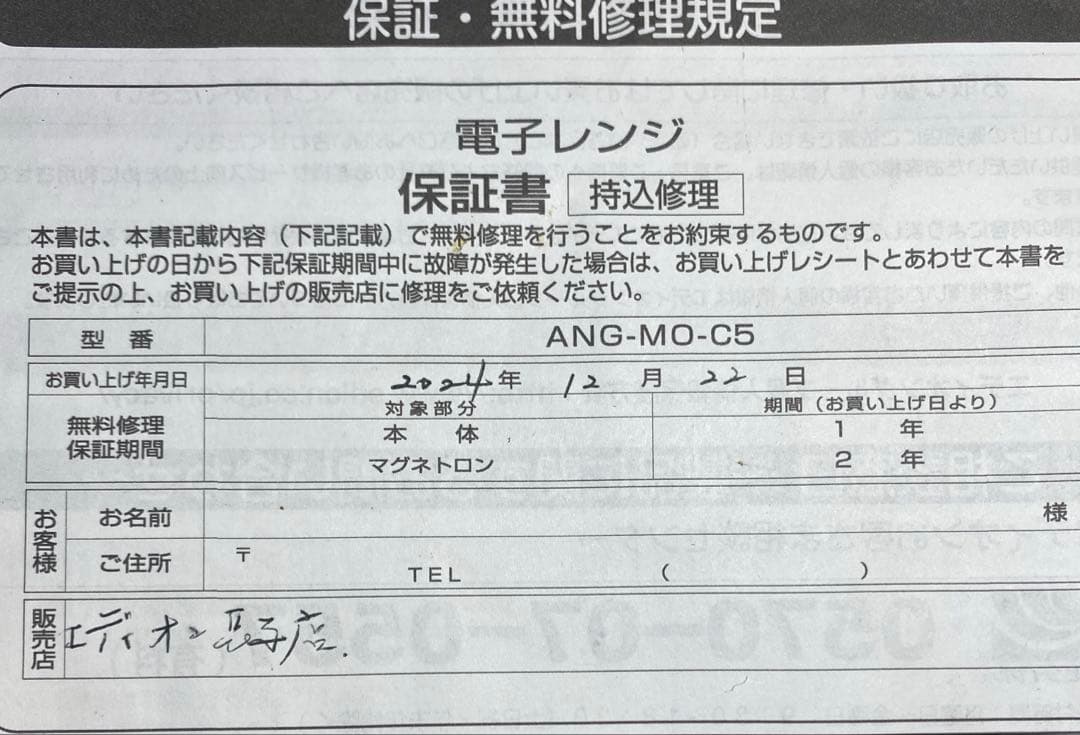 保証・無料修理規定
電子レンジ
保証書 持込修理
本書は、本書記載内容(下記記載)で無料修理を行うことをお約束するものです。
お買い上げの日から下記保証期間中に故障が発生した場合は、お買い上げレシートとあわせて本書を
ご提示の上、お買い上げの販売店に修理をご依頼ください。
型 番 ANG-MO-C5
お買い上げ年月日 2024年 12月 22日
無料修理保証期間 対象部分 期間(お買い上げ日より)
本 体 1 年
マグネトロン 2 年
お客様 お名前 様
ご住所 〒
TEL ( )
販売店 エディオン 店.